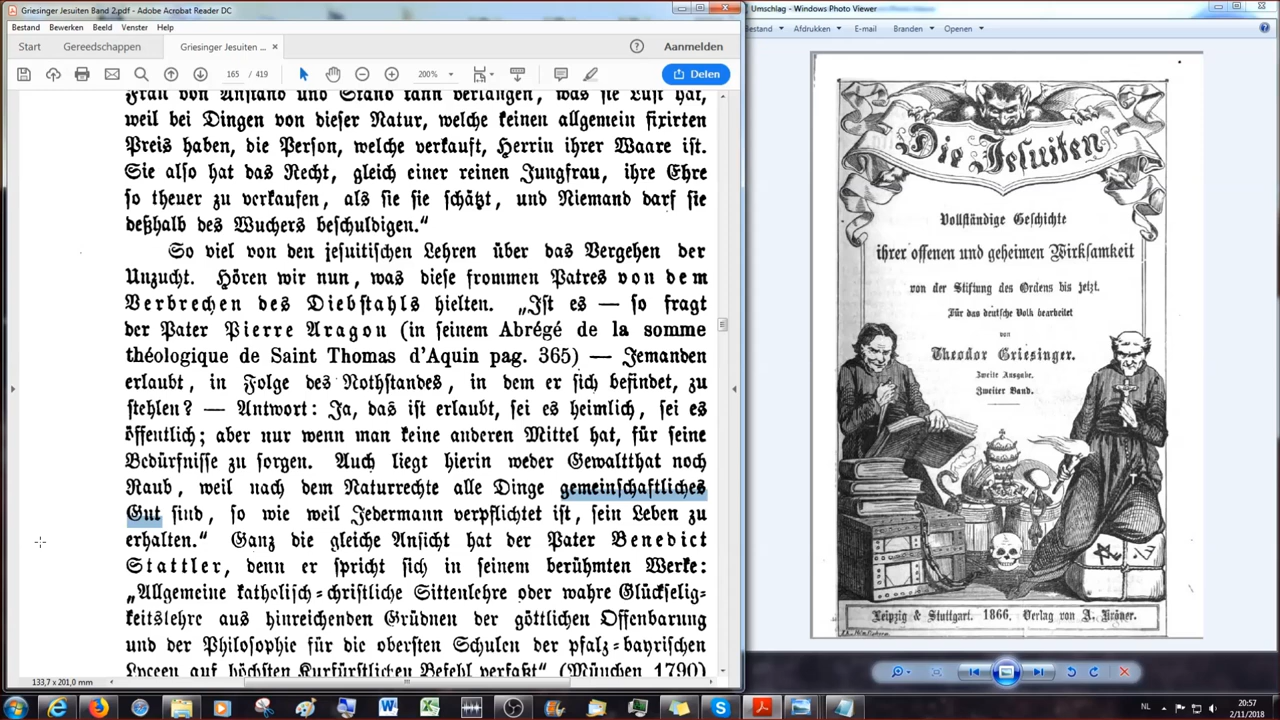 Griesinger Jesuiten Band 2.pdf - Adobe Acrobat Reader DC
Bestand Bewerken Beeld Venster Help
Start Gereedschappen Griesinger Jesuiten ... × Aanmelden
165 / 419 200% Delen
Frau von Anstand und Stand kann verlangen, was sie Lust hat,
weil bei Dingen von dieser Natur, welche keinen allgemein fixirten
Preis haben, die Person, welche verkauft, Herrin ihrer Waare ist.
Sie also hat das Recht, gleich einer reinen Jungfrau, ihre Ehre
so theuer zu verkaufen, als sie sie schätzt, und Niemand darf sie
deßhalb des Wuchers beschuldigen.“
So viel von den jesuitischen Lehren über das Vergehen der
Unzucht. Hören wir nun, was diese frommen Patres von dem
Verbrechen des Diebstahls hielten. „Ist es — so fragt
der Pater Pierre Aragon (in seinem Abrégé de la somme
théologique de Saint Thomas d'Aquin pag. 365) — Jemanden
erlaubt, in Folge des Nothstandes, in dem er sich befindet, zu
stehlen? — Antwort: Ja, das ist erlaubt, sei es heimlich, sei es
öffentlich; aber nur wenn man keine anderen Mittel hat, für seine
Bedürfnisse zu sorgen. Auch liegt hierin weder Gewaltthat noch
Raub, weil nach dem Naturrechte alle Dinge gemeinschaftliches
Gut sind, so wie weil Jedermann verpflichtet ist, sein Leben zu
erhalten.“ Ganz die gleiche Ansicht hat der Pater Benedict
Stattler, denn er spricht sich in seinem berühmten Werke:
„Allgemeine katholisch-christliche Sittenlehre oder wahre Glückselig-
keitslehre aus hinreichenden Gründen der göttlichen Offenbarung
und der Philosophie für die obersten Schulen der pfalz-bayrischen
Lyceen auf höchsten Kurfürstlichen Befehl verfaßt“ (München 1790)
133,7 x 201,0 mm
Umschlag - Windows Photo Viewer
Bestand Afdrukken E-mail Branden Openen
Die Jesuiten
Vollständige Geschichte
ihrer offenen und geheimen Wirksamkeit
von der Stiftung des Ordens bis jetzt.
Für das deutsche Volk bearbeitet
von
Theodor Griesinger.
Zweite Ausgabe.
Zweiter Band.
Leipzig & Stuttgart. 1866. Verlag von A. Kröner.
NL 20:57
2/11/2018